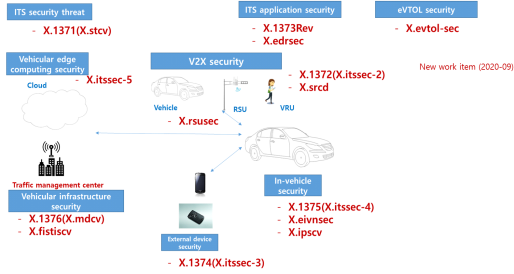 ITS security threat
- X.1371(X.stcv)
ITS application security
- X.1373Rev
- X.edrsec
eVTOL security
- X.evtol-sec
New work item (2020-09)
Vehicular edge
computing security
- X.itssec-5
Cloud
V2X security
Vehicle
RSU
VRU
- X.1372(X.itssec-2)
- X.srcd
- X.rsusec
Traffic management center
Vehicular infrastructure
security
- X.1376(X.mdcv)
- X.fistiscv
External device
security
- X.1374(X.itssec-3)
In-vehicle
security
- X.1375(X.itssec-4)
- X.eivnsec
- X.ipscv